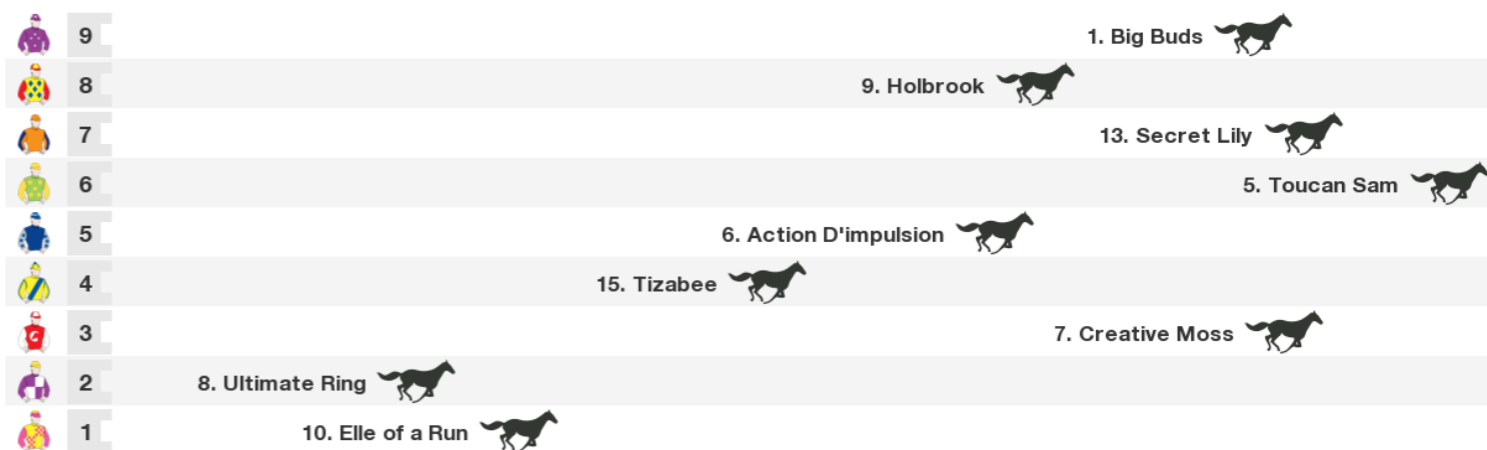 9 1. Big Buds
8 9. Holbrook
7 13. Secret Lily
6 5. Toucan Sam
5 6. Action D'impulsion
4 15. Tizabee
3 7. Creative Moss
2 8. Ultimate Ring
1 10. Elle of a Run